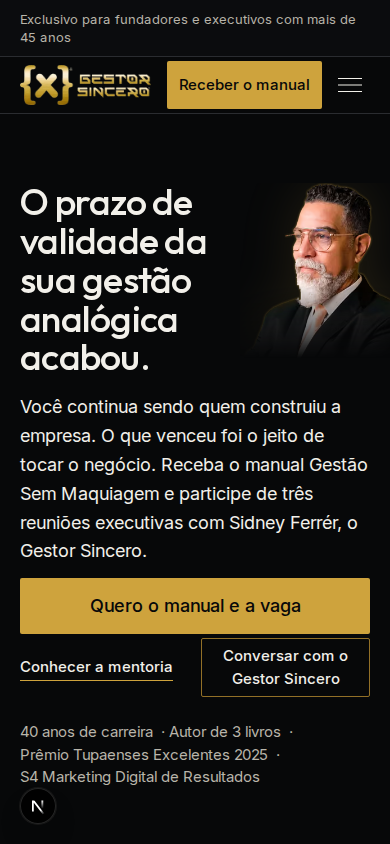 Exclusivo para fundadores e executivos com mais de
45 anos
{x} GESTOR
SINCERO
Receber o manual
O prazo de
validade da
sua gestão
analógica
acabou.
Você continua sendo quem construiu a
empresa. O que venceu foi o jeito de
tocar o negócio. Receba o manual Gestão
Sem Maquiagem e participe de três
reuniões executivas com Sidney Ferrér, o
Gestor Sincero.
Quero o manual e a vaga
Conhecer a mentoria
Conversar com o
Gestor Sincero
40 anos de carreira · Autor de 3 livros ·
Prêmio Tupaenses Excelentes 2025 ·
S4 Marketing Digital de Resultados
N